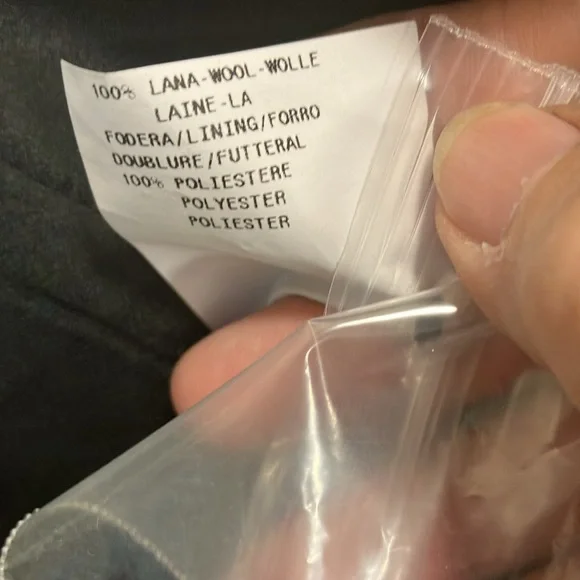 100% LANA-WOOL-WOLLE
LAINE-LA
FODERA/LINING/FORRO
DOUBLURE/FUTTERAL
100% POLIESTERE
POLYESTER
POLIESTER